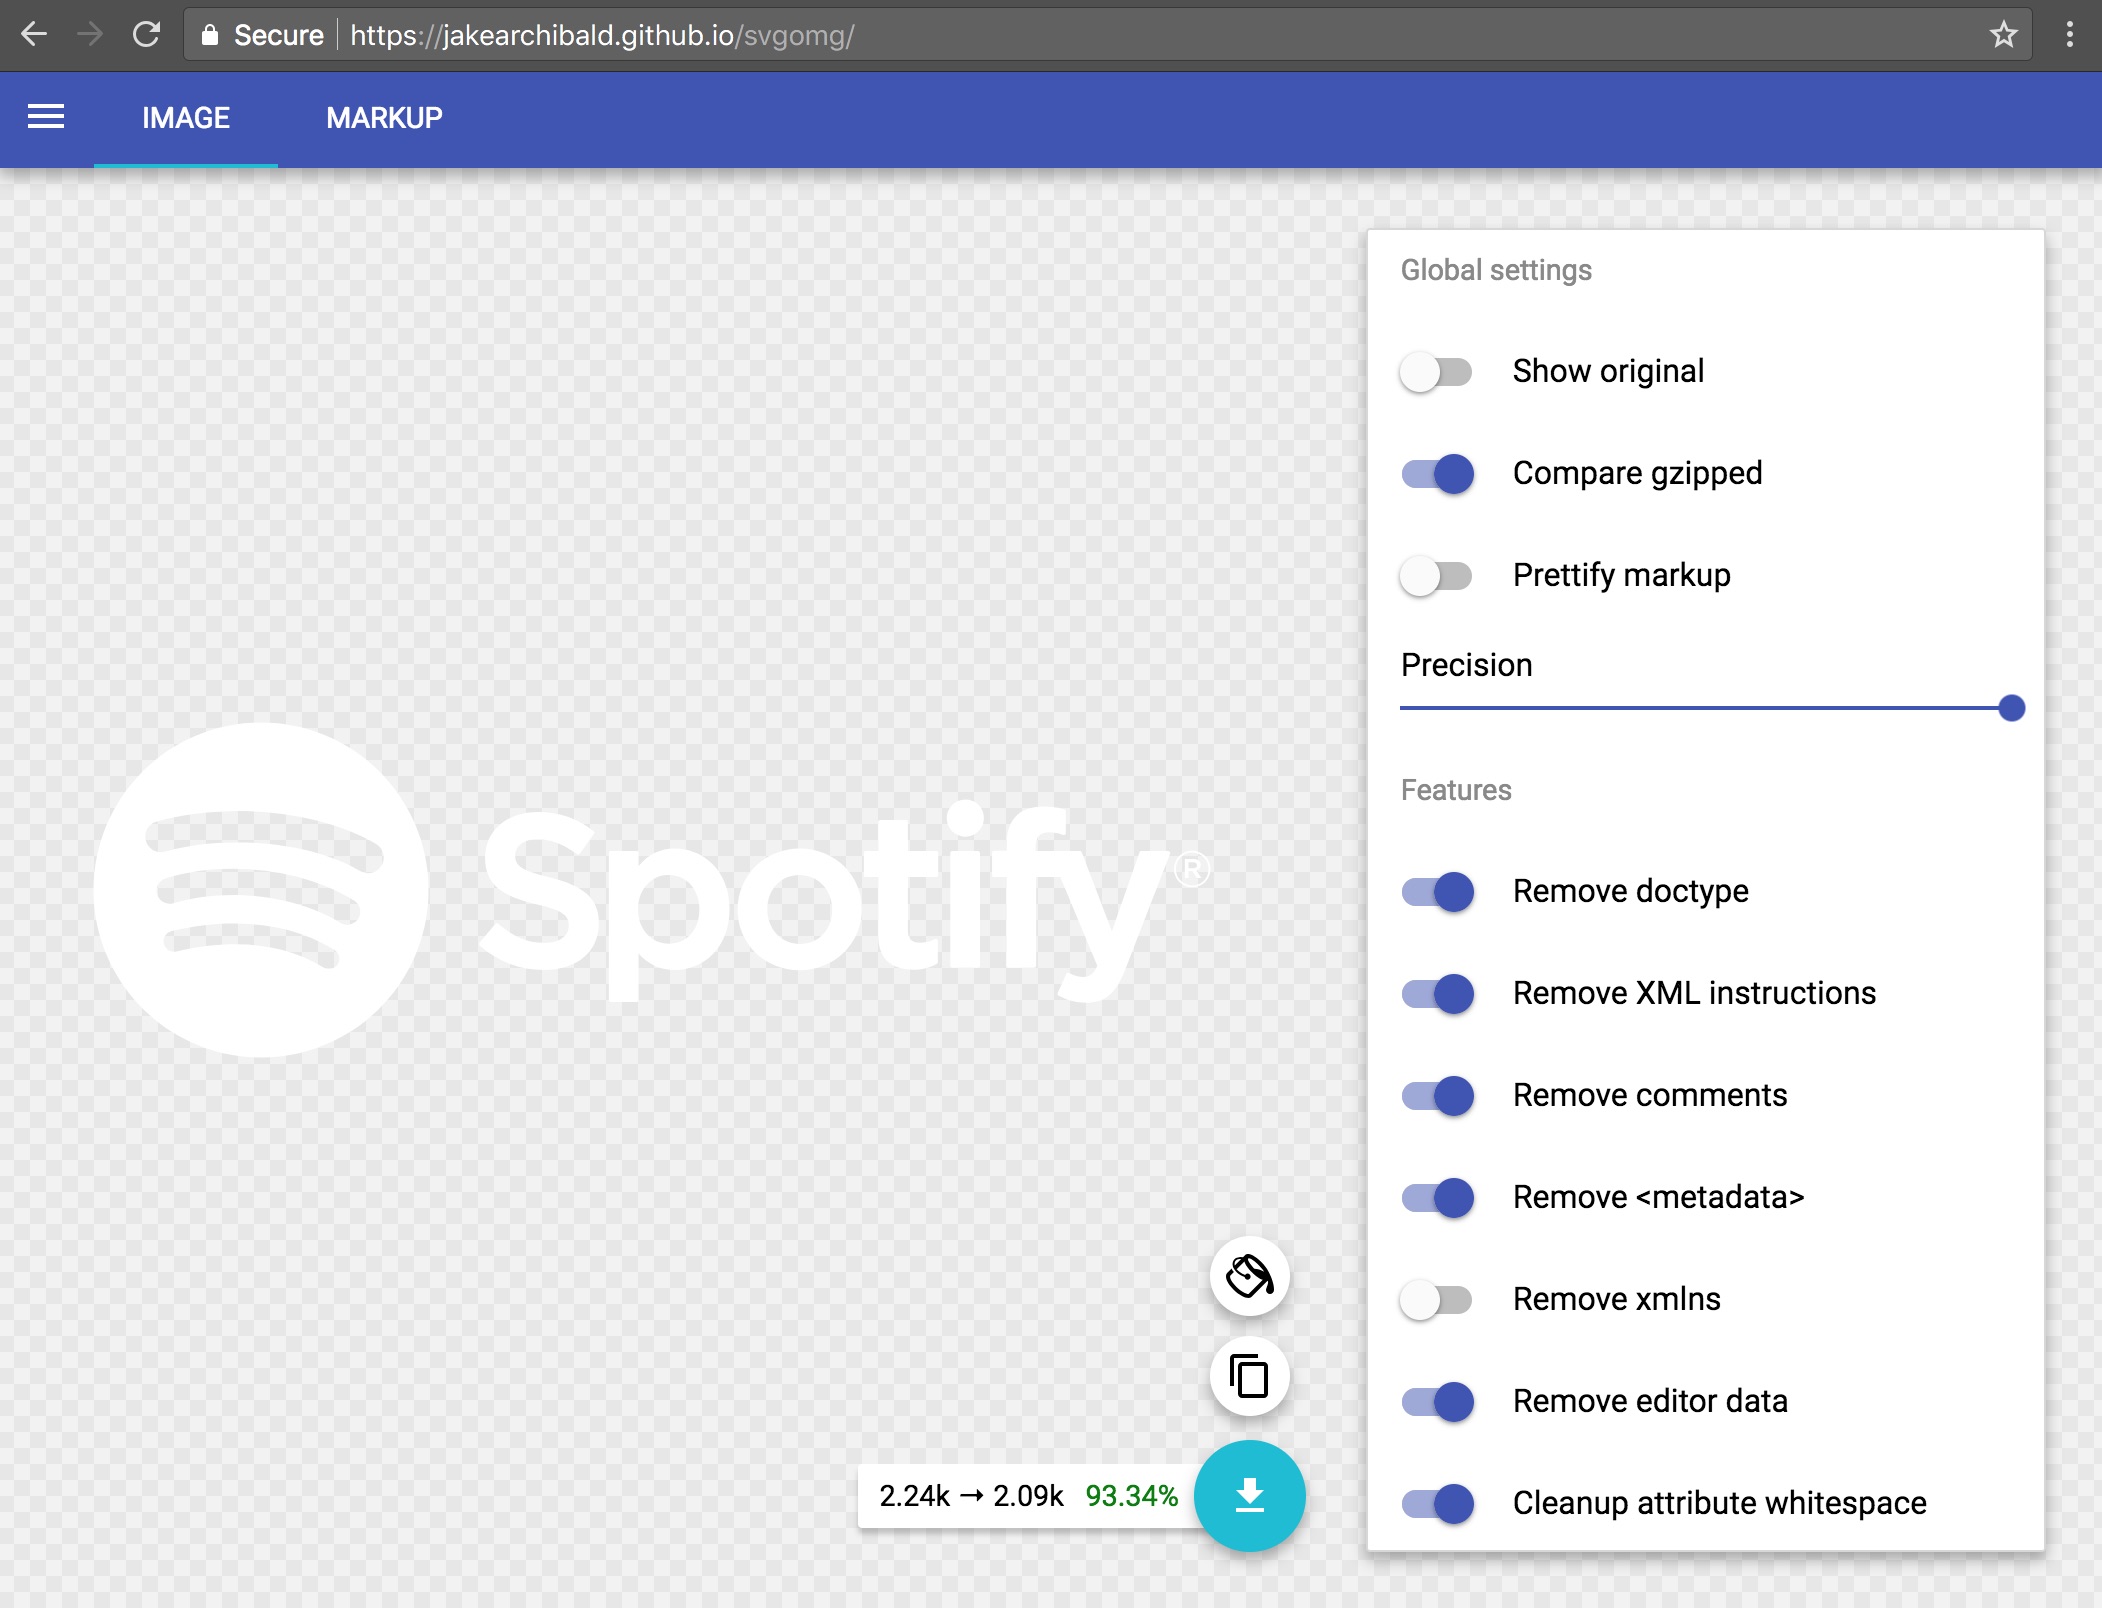 Secure https://jakearchibald.github.io/svgomg/
IMAGE MARKUP
Global settings
Show original
Compare gzipped
Prettify markup
Precision
Spotify®
Features
Remove doctype
Remove XML instructions
Remove comments
Remove <metadata>
Remove xmlns
Remove editor data
Cleanup attribute whitespace
2.24k → 2.09k 93.34%